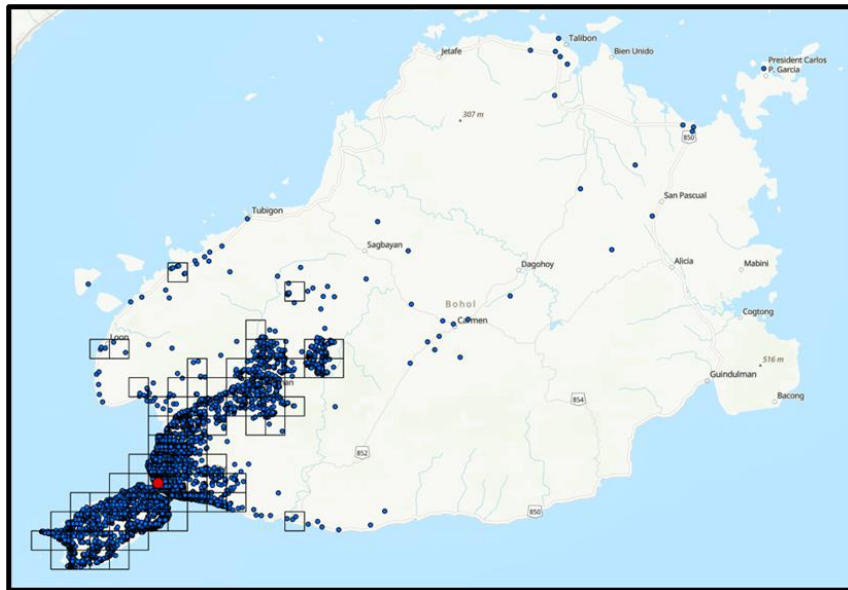 Talibon
Jetafe
Bien Unido
President Carlos
P. Garcia
307 m
850
San Pascual
Tubigon
Sagbayan
Alicia
Mabini
Dagohoy
Bohol
Cogtong
Carmen
Loon
516 m
Guindulman
854
Bacong
852
850